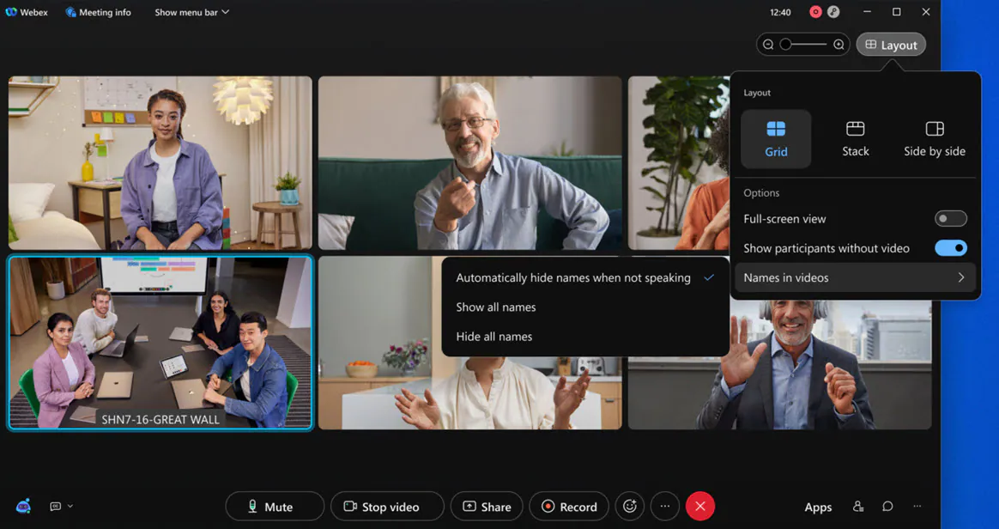 Webex
Meeting info
Show menu bar
12:40
Layout
Layout
Grid
Stack
Side by side
Options
Full-screen view
Show participants without video
Names in videos
Automatically hide names when not speaking
Show all names
Hide all names
SHN7-16-GREAT WALL
Mute
Stop video
Share
Record
Apps